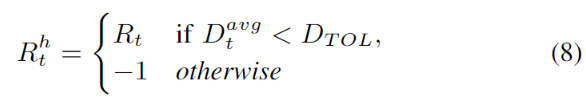 R_t^h = { R_t if D_t^{avg} < D_{TOL},
−1 otherwise (8)